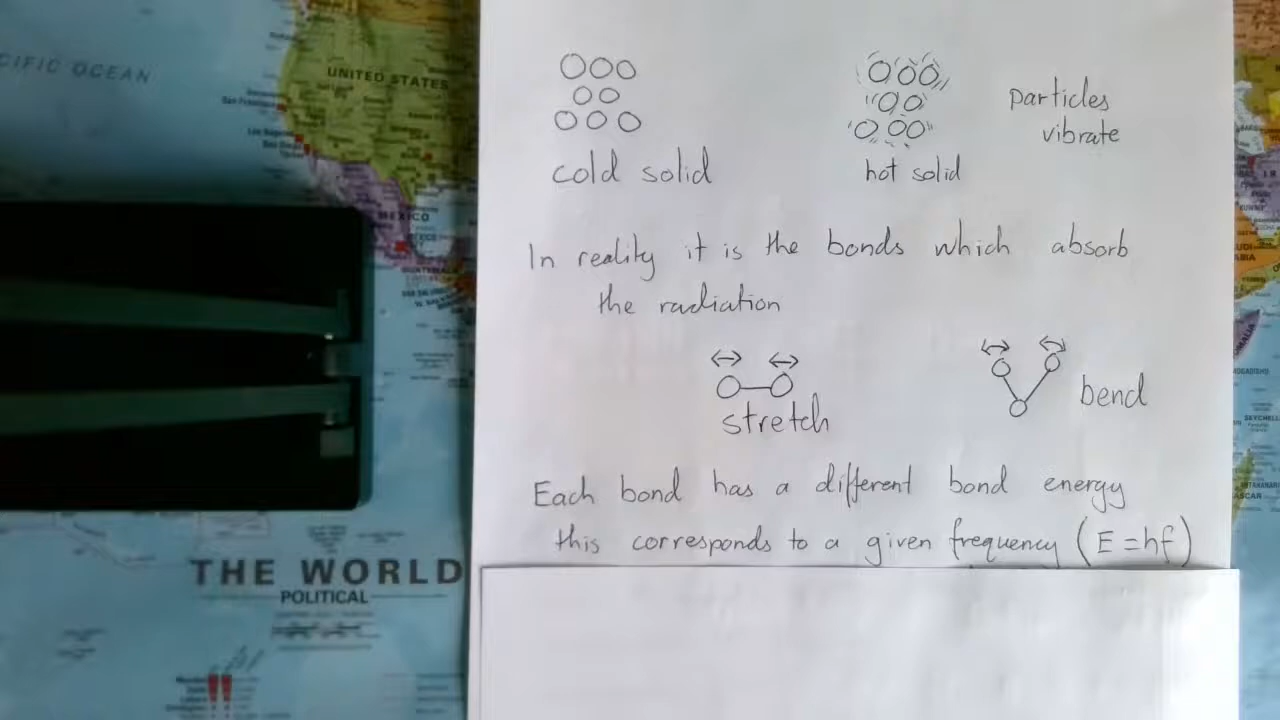 CIFIC OCEAN
UNITED STATES
MEXICO
THE WORLD
POLITICAL
cold solid
hot solid
particles
vibrate
In reality it is the bonds which absorb
the radiation
stretch
bend
Each bond has a different bond energy
this corresponds to a given frequency (E=hf)